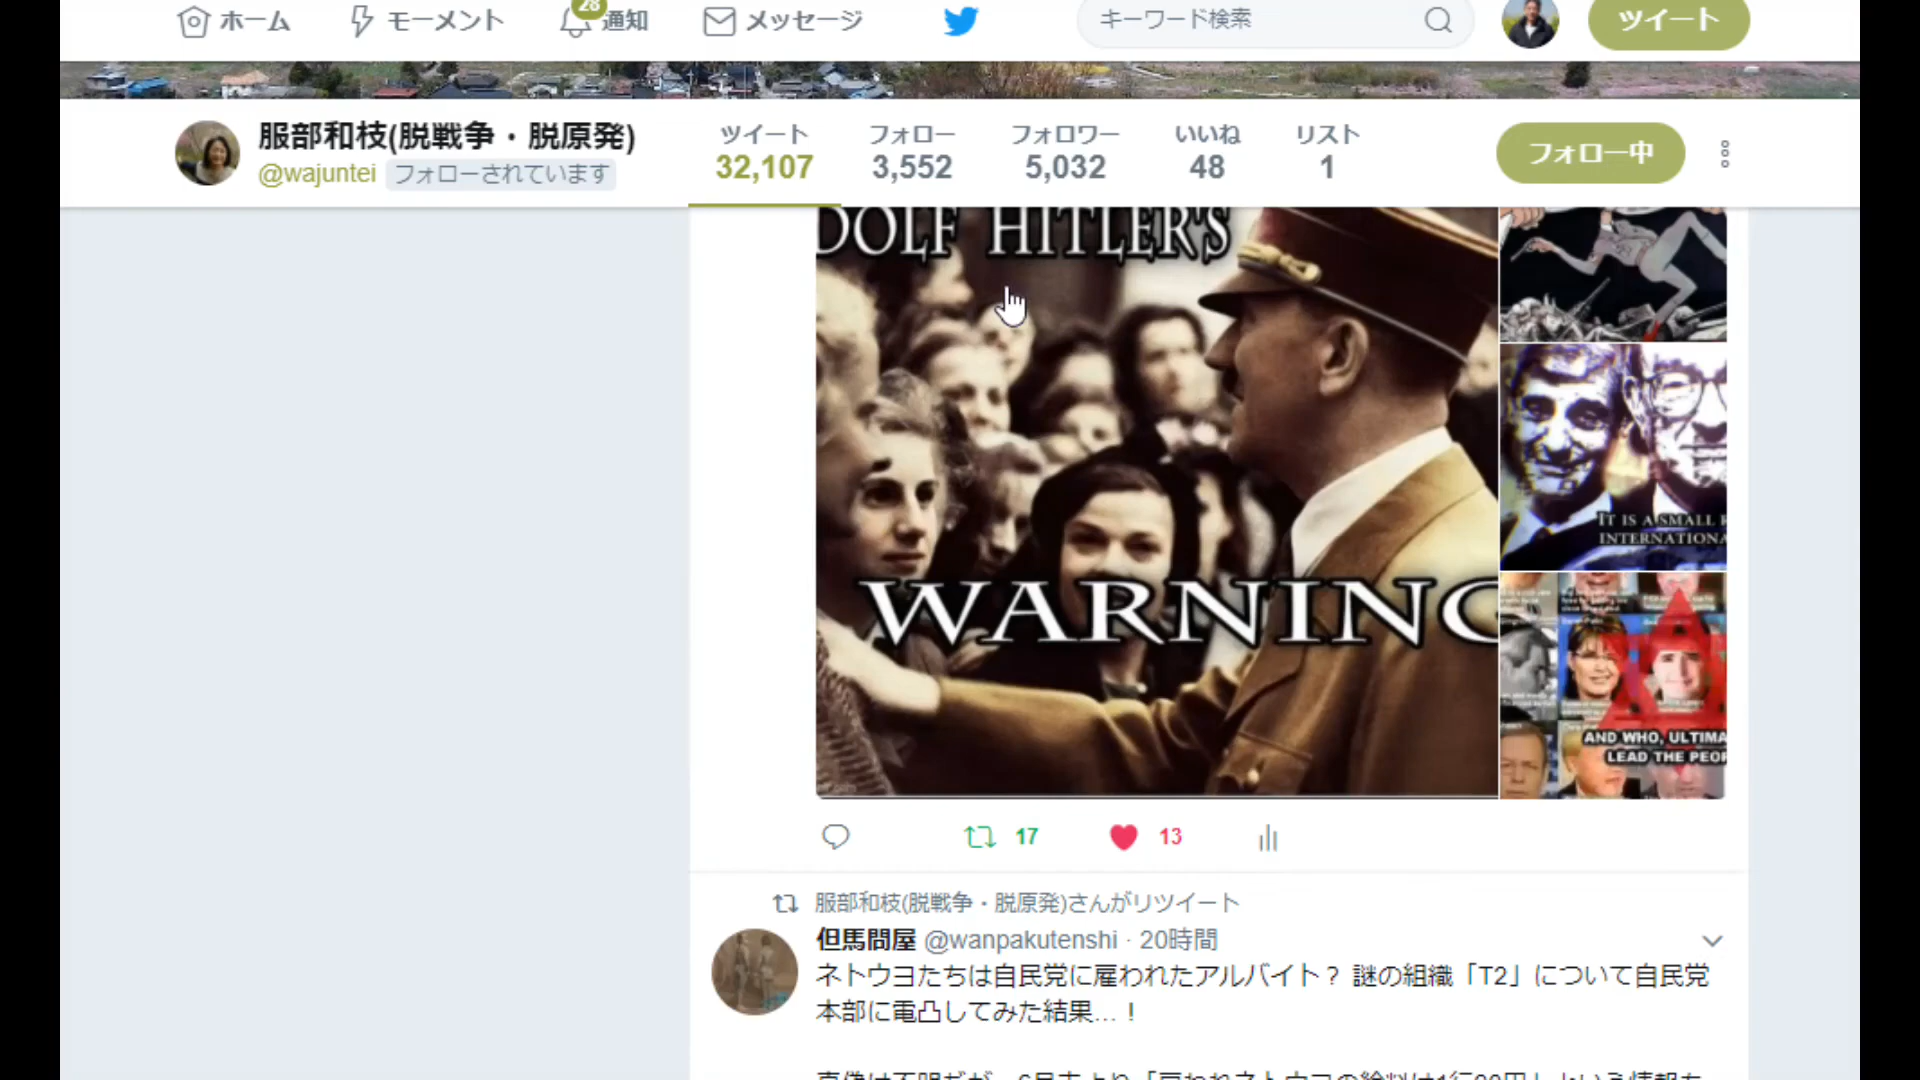 ホーム
モーメント
28
通知
メッセージ
キーワード検索
ツイート
服部和枝(脱戦争・脱原発)
@wajuntei フォローされています
ツイート
32,107
フォロー
3,552
フォロワー
5,032
いいね
48
リスト
1
フォロー中
DOLF HITLER'S
WARNING
IT IS A SMALL
INTERNATIONA
AND WHO, ULTIMA
LEAD THE PEOP
17
13
服部和枝(脱戦争・脱原発)さんがリツイート
但馬問屋 @wanpakutenshi · 20時間
ネトウヨたちは自民党に雇われたアルバイト？ 謎の組織「T2」について自民党
本部に電凸してみた結果…！